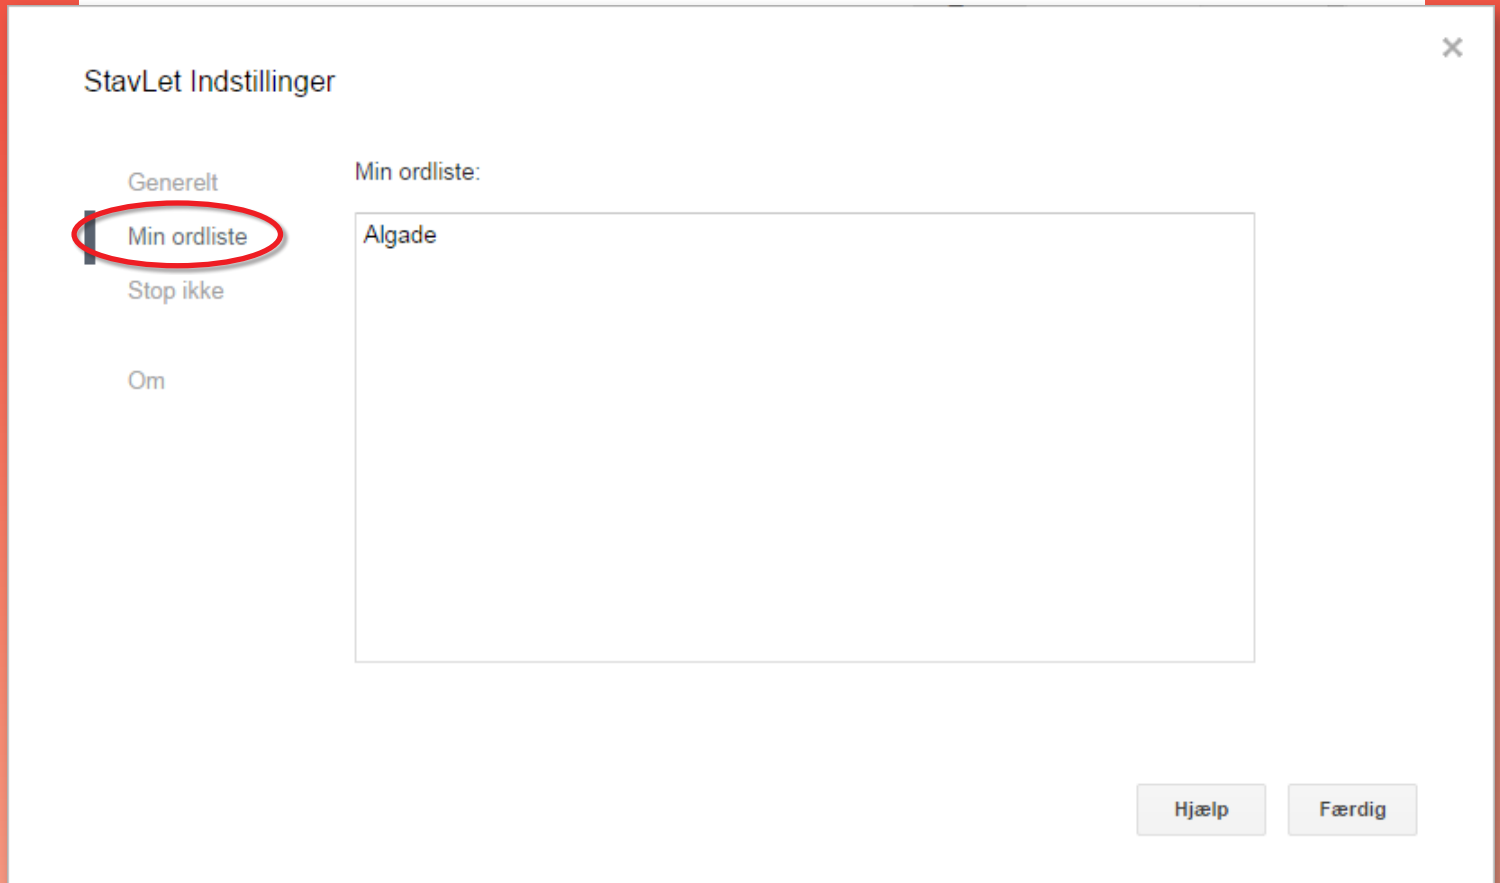 StavLet Indstillinger
Generelt
Min ordliste
Stop ikke
Om
Min ordliste:
Algade
Hjælp
Færdig